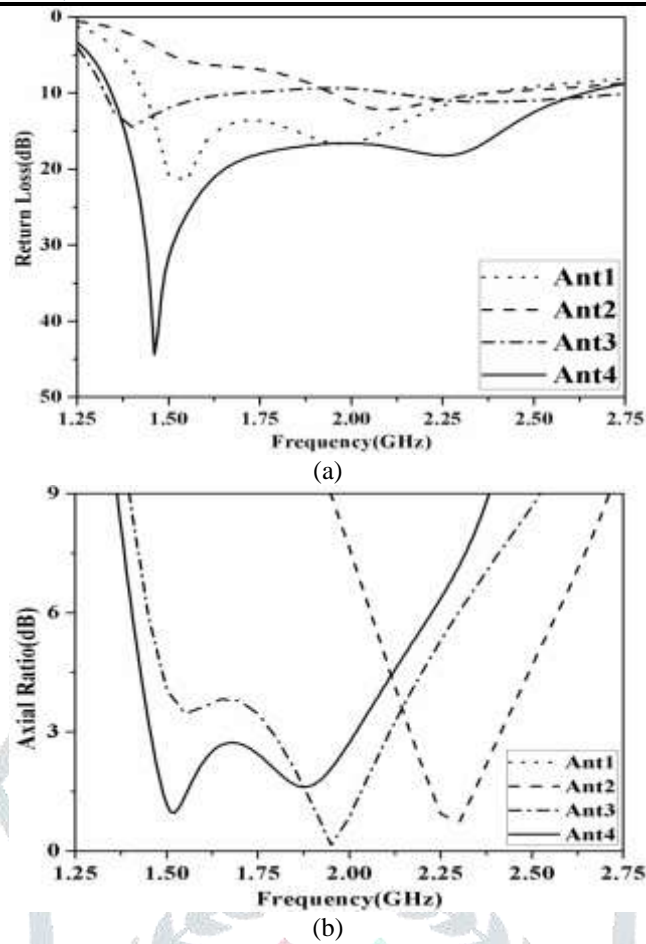 0
10
20
30
40
50
Return Loss(dB)
Ant1
Ant2
Ant3
Ant4
1.25 1.50 1.75 2.00 2.25 2.50 2.75
Frequency(GHz)
(a)
9
6
3
0
Axial Ratio(dB)
Ant1
Ant2
Ant3
Ant4
1.25 1.50 1.75 2.00 2.25 2.50 2.75
Frequency(GHz)
(b)